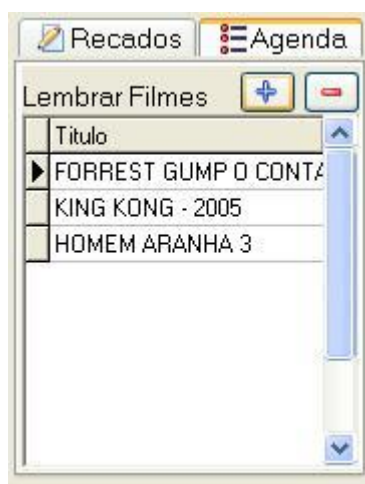 Recados Agenda
Lembrar Filmes
Titulo
FORREST GUMP O CONTA
KING KONG - 2005
HOMEM ARANHA 3